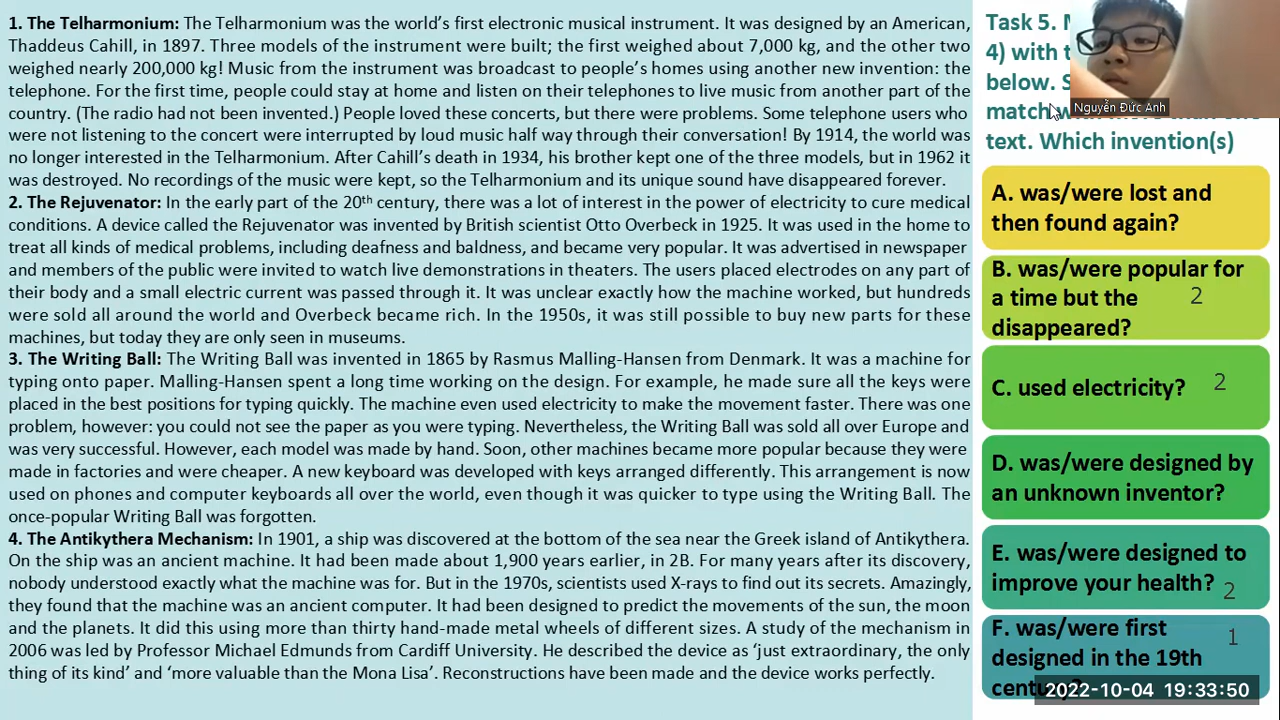 1. The Telharmonium: The Telharmonium was the world's first electronic musical instrument. It was designed by an American,
Thaddeus Cahill, in 1897. Three models of the instrument were built; the first weighed about 7,000 kg, and the other two
weighed nearly 200,000 kg! Music from the instrument was broadcast to people's homes using another new invention: the
telephone. For the first time, people could stay at home and listen on their telephones to live music from another part of the
country. (The radio had not been invented.) People loved these concerts, but there were problems. Some telephone users who
were not listening to the concert were interrupted by loud music half way through their conversation! By 1914, the world was
no longer interested in the Telharmonium. After Cahill's death in 1934, his brother kept one of the three models, but in 1962 it
was destroyed. No recordings of the music were kept, so the Telharmonium and its unique sound have disappeared forever.
2. The Rejuvenator: In the early part of the 20th century, there was a lot of interest in the power of electricity to cure medical
conditions. A device called the Rejuvenator was invented by British scientist Otto Overbeck in 1925. It was used in the home to
treat all kinds of medical problems, including deafness and baldness, and became very popular. It was advertised in newspaper
and members of the public were invited to watch live demonstrations in theaters. The users placed electrodes on any part of
their body and a small electric current was passed through it. It was unclear exactly how the machine worked, but hundreds
were sold all around the world and Overbeck became rich. In the 1950s, it was still possible to buy new parts for these
machines, but today they are only seen in museums.
3. The Writing Ball: The Writing Ball was invented in 1865 by Rasmus Malling-Hansen from Denmark. It was a machine for
typing onto paper. Malling-Hansen spent a long time working on the design. For example, he made sure all the keys were
placed in the best positions for typing quickly. The machine even used electricity to make the movement faster. There was one
problem, however: you could not see the paper as you were typing. Nevertheless, the Writing Ball was sold all over Europe and
was very successful. However, each model was made by hand. Soon, other machines became more popular because they were
made in factories and were cheaper. A new keyboard was developed with keys arranged differently. This arrangement is now
used on phones and computer keyboards all over the world, even though it was quicker to type using the Writing Ball. The
once-popular Writing Ball was forgotten.
4. The Antikythera Mechanism: In 1901, a ship was discovered at the bottom of the sea near the Greek island of Antikythera.
On the ship was an ancient machine. It had been made about 1,900 years earlier, in 2B. For many years after its discovery,
nobody understood exactly what the machine was for. But in the 1970s, scientists used X-rays to find out its secrets. Amazingly,
they found that the machine was an ancient computer. It had been designed to predict the movements of the sun, the moon
and the planets. It did this using more than thirty hand-made metal wheels of different sizes. A study of the mechanism in
2006 was led by Professor Michael Edmunds from Cardiff University. He described the device as 'just extraordinary, the only
thing of its kind' and 'more valuable than the Mona Lisa'. Reconstructions have been made and the device works perfectly.
Task 5.
4) with
below.
match
text. Which invention(s)
Nguyễn Đức Anh
A. was/were lost and
then found again?
B. was/were popular for
a time but the 2
disappeared?
C. used electricity? 2
D. was/were designed by
an unknown inventor?
E. was/were designed to
improve your health? 2
F. was/were first 1
designed in the 19th
2022-10-04 19:33:50